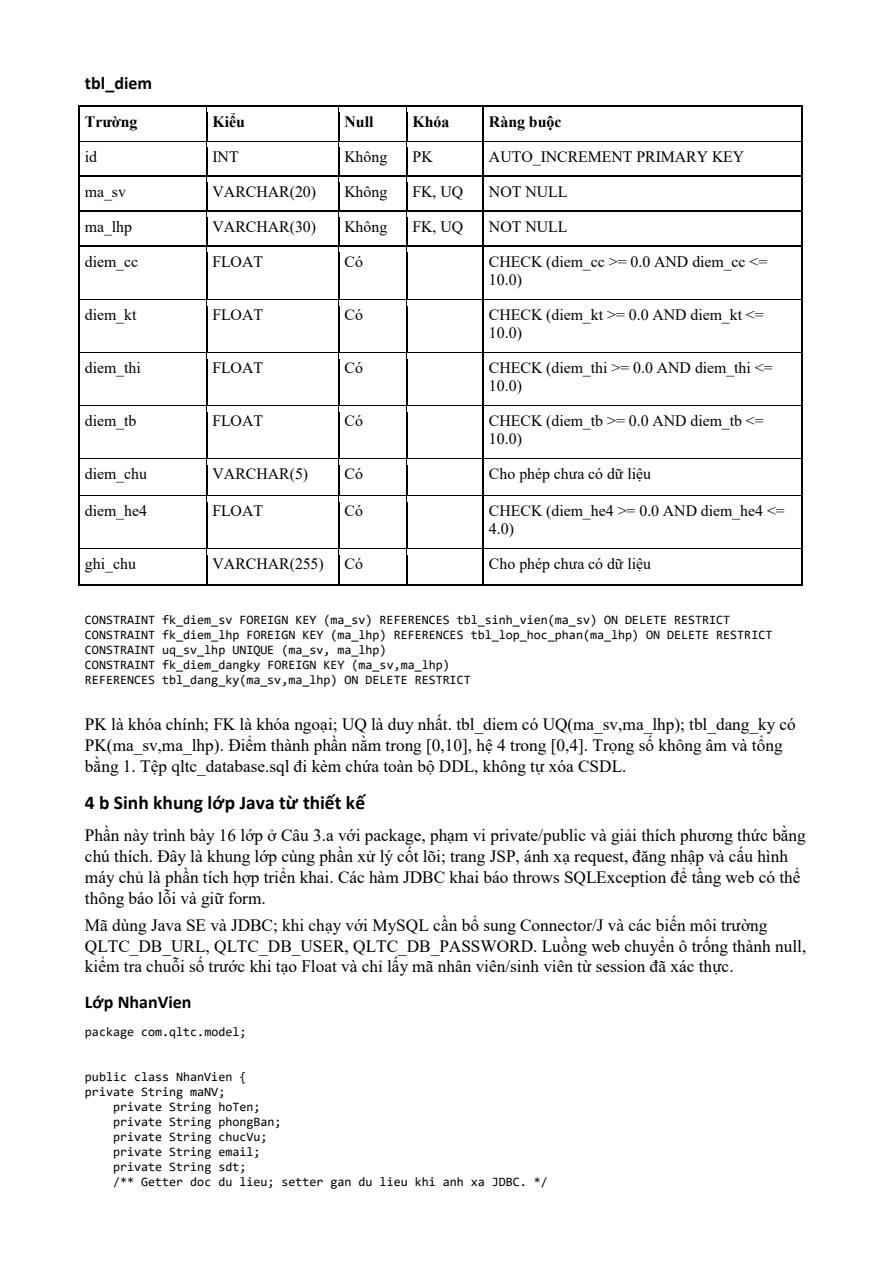 tbl_diem
Trường Kiểu Null Khóa Ràng buộc
id INT Không PK AUTO_INCREMENT PRIMARY KEY
ma_sv VARCHAR(20) Không FK, UQ NOT NULL
ma_lhp VARCHAR(30) Không FK, UQ NOT NULL
diem_cc FLOAT Có CHECK (diem_cc >= 0.0 AND diem_cc <=
10.0)
diem_kt FLOAT Có CHECK (diem_kt >= 0.0 AND diem_kt <=
10.0)
diem_thi FLOAT Có CHECK (diem_thi >= 0.0 AND diem_thi <=
10.0)
diem_tb FLOAT Có CHECK (diem_tb >= 0.0 AND diem_tb <=
10.0)
diem_chu VARCHAR(5) Có Cho phép chưa có dữ liệu
diem_he4 FLOAT Có CHECK (diem_he4 >= 0.0 AND diem_he4 <=
4.0)
ghi_chu VARCHAR(255) Có Cho phép chưa có dữ liệu
CONSTRAINT fk_diem_sv FOREIGN KEY (ma_sv) REFERENCES tbl_sinh_vien(ma_sv) ON DELETE RESTRICT
CONSTRAINT fk_diem_lhp FOREIGN KEY (ma_lhp) REFERENCES tbl_lop_hoc_phan(ma_lhp) ON DELETE RESTRICT
CONSTRAINT uq_sv_lhp UNIQUE (ma_sv, ma_lhp)
CONSTRAINT fk_diem_dangky FOREIGN KEY (ma_sv,ma_lhp)
REFERENCES tbl_dang_ky(ma_sv,ma_lhp) ON DELETE RESTRICT
PK là khóa chính; FK là khóa ngoại; UQ là duy nhất. tbl_diem có UQ(ma_sv,ma_lhp); tbl_dang_ky có
PK(ma_sv,ma_lhp). Điểm thành phần nằm trong [0,10], hệ 4 trong [0,4]. Trọng số không âm và tổng
bằng 1. Tệp qltc_database.sql đi kèm chứa toàn bộ DDL, không tự xóa CSDL.
4 b Sinh khung lớp Java từ thiết kế
Phần này trình bày 16 lớp ở Câu 3.a với package, phạm vi private/public và giải thích phương thức bằng
chú thích. Đây là khung lớp cùng phần xử lý cốt lõi; trang JSP, ánh xạ request, đăng nhập và cấu hình
máy chủ là phần tích hợp triển khai. Các hàm JDBC khai báo throws SQLException để tầng web có thể
thông báo lỗi và giữ form.
Mã dùng Java SE và JDBC; khi chạy với MySQL cần bổ sung Connector/J và các biến môi trường
QLTC_DB_URL, QLTC_DB_USER, QLTC_DB_PASSWORD. Luồng web chuyển ô trống thành null,
kiểm tra chuỗi số trước khi tạo Float và chỉ lấy mã nhân viên/sinh viên từ session đã xác thực.
Lớp NhanVien
package com.qltc.model;
public class NhanVien {
private String maNV;
private String hoTen;
private String phongBan;
private String chucVu;
private String email;
private String sdt;
/** Getter doc du lieu; setter gan du lieu khi anh xa JDBC. */